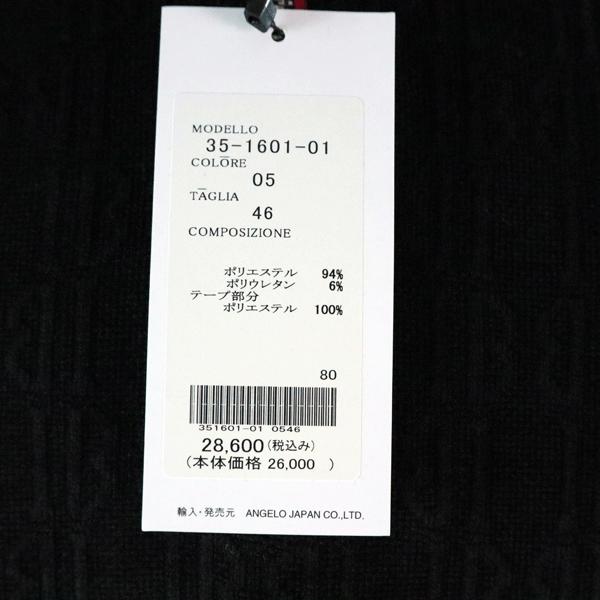 MODELLO
35-1601-01
COLORE
05
TAGLIA
46
COMPOSIZIONE
ポリエステル 94%
ポリウレタン 6%
テープ部分
ポリエステル 100%
80
351601-01 0546
28,600(税込み)
(本体価格 26,000 )
輸入・発売元 ANGELO JAPAN CO.,LTD.